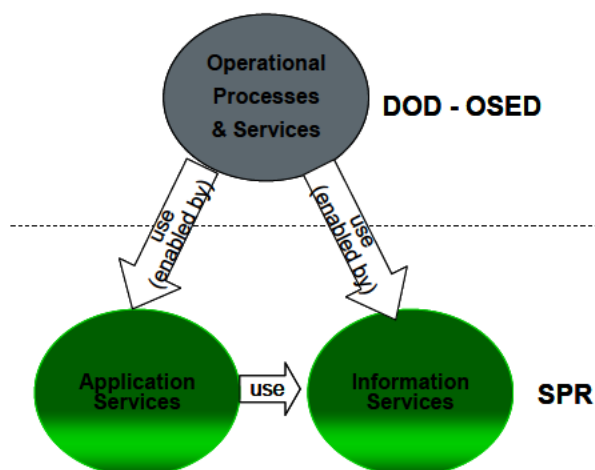 Operational
Processes
& Services
DOD - OSED
use
(enabled by)
use
(enabled by)
Application
Services
use
Information
Services
SPR